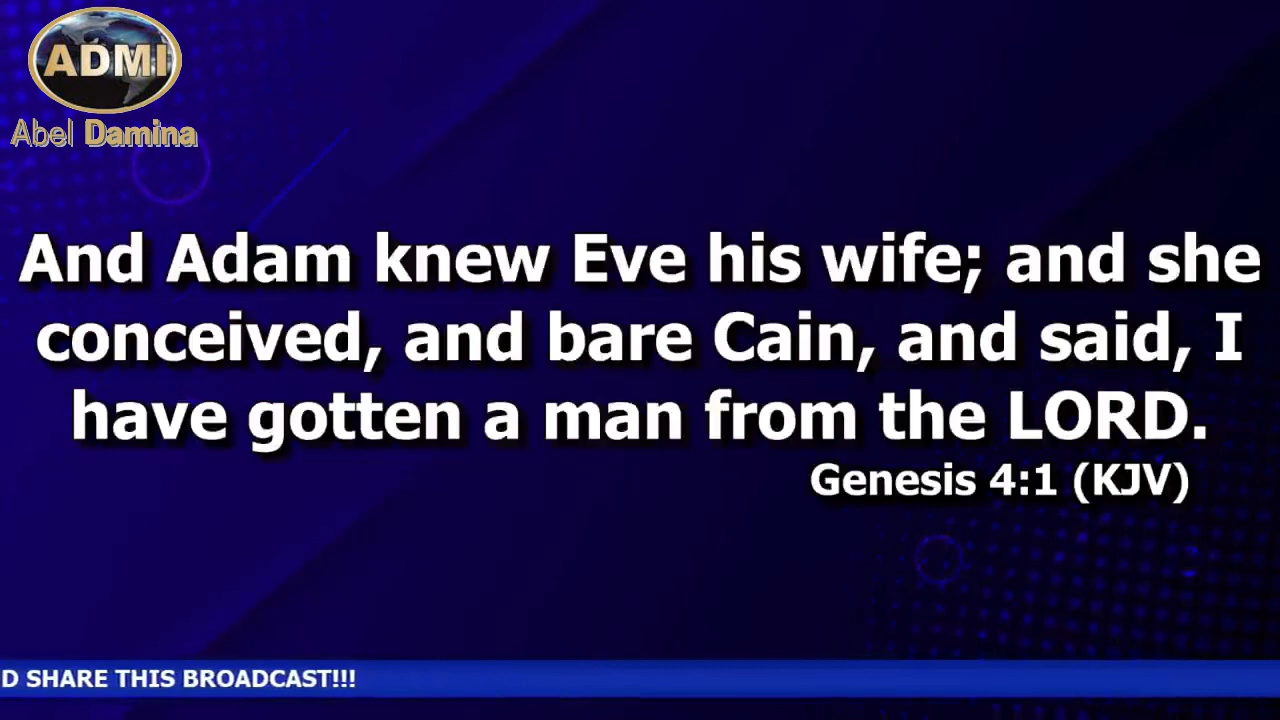 ADMI
Abel Damina
And Adam knew Eve his wife; and she
conceived, and bare Cain, and said, I
have gotten a man from the LORD.
Genesis 4:1 (KJV)
D SHARE THIS BROADCAST!!!